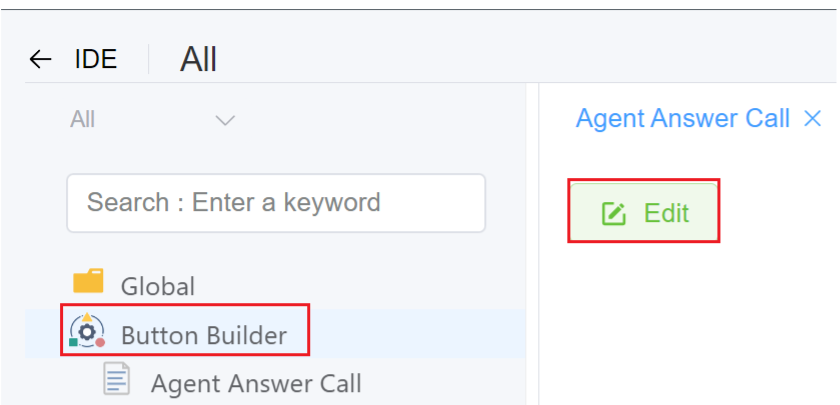 ← IDE All
All
Search : Enter a keyword
Global
Button Builder
Agent Answer Call
Agent Answer Call ×
Edit